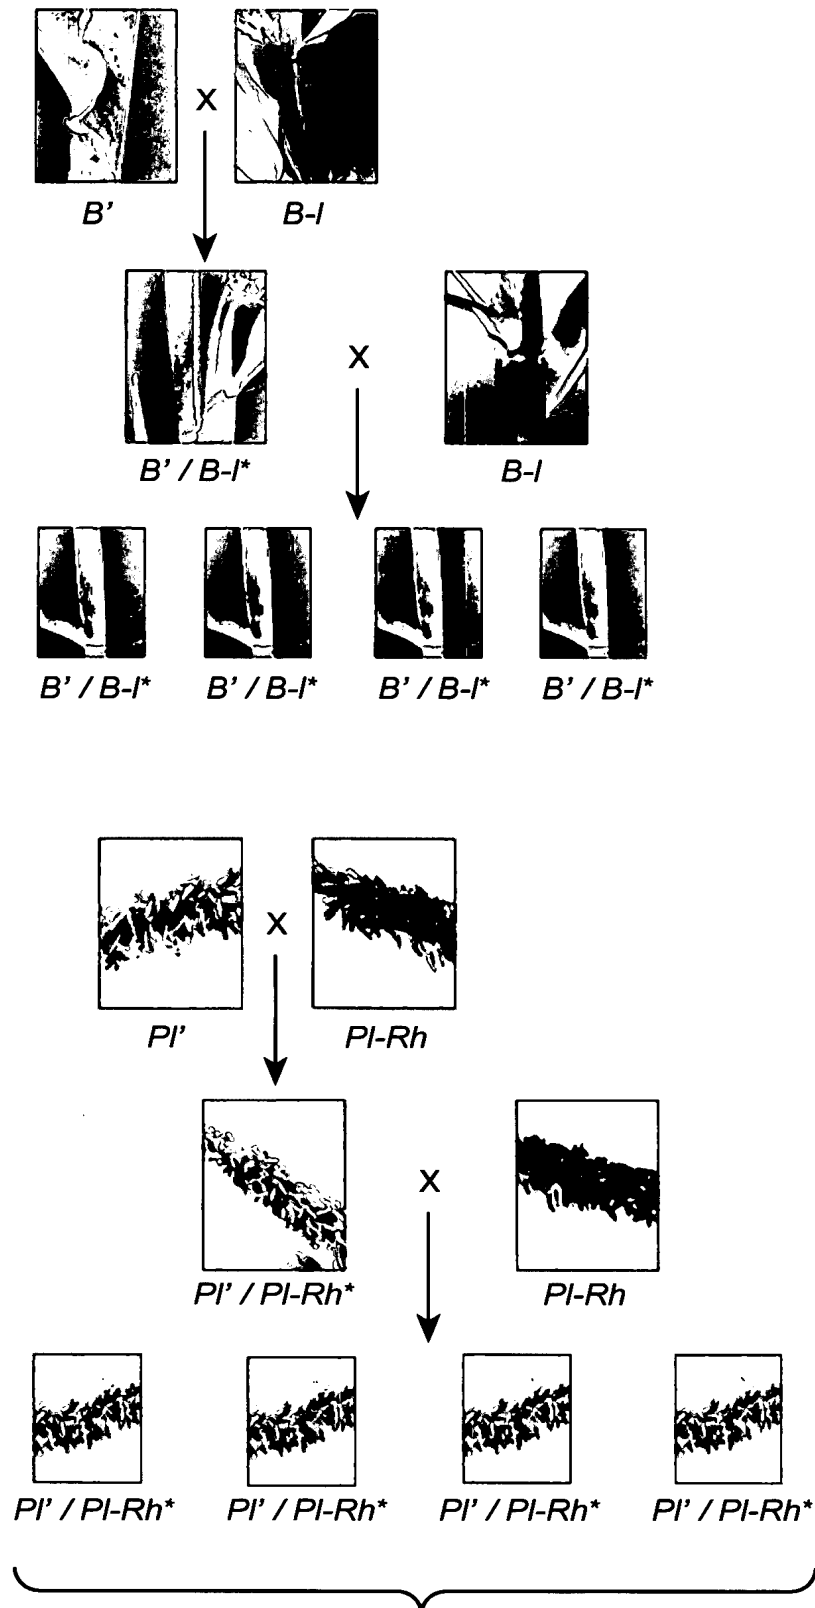 X
B' B-I
X
B' / B-I* B-I
B' / B-I* B' / B-I* B' / B-I* B' / B-I*
X
Pl' Pl-Rh
X
Pl' / Pl-Rh* Pl-Rh
Pl' / Pl-Rh* Pl' / Pl-Rh* Pl' / Pl-Rh* Pl' / Pl-Rh*